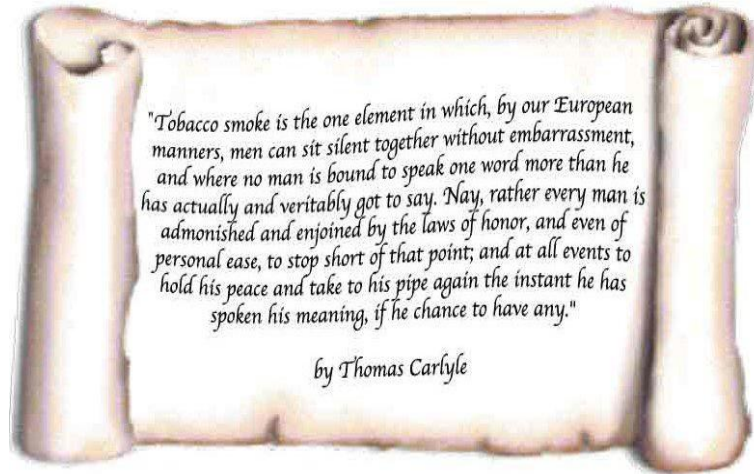 "Tobacco smoke is the one element in which, by our European
manners, men can sit silent together without embarrassment,
and where no man is bound to speak one word more than he
has actually and veritably got to say. Nay, rather every man is
admonished and enjoined by the laws of honor, and even of
personal ease, to stop short of that point; and at all events to
hold his peace and take to his pipe again the instant he has
spoken his meaning, if he chance to have any."
by Thomas Carlyle